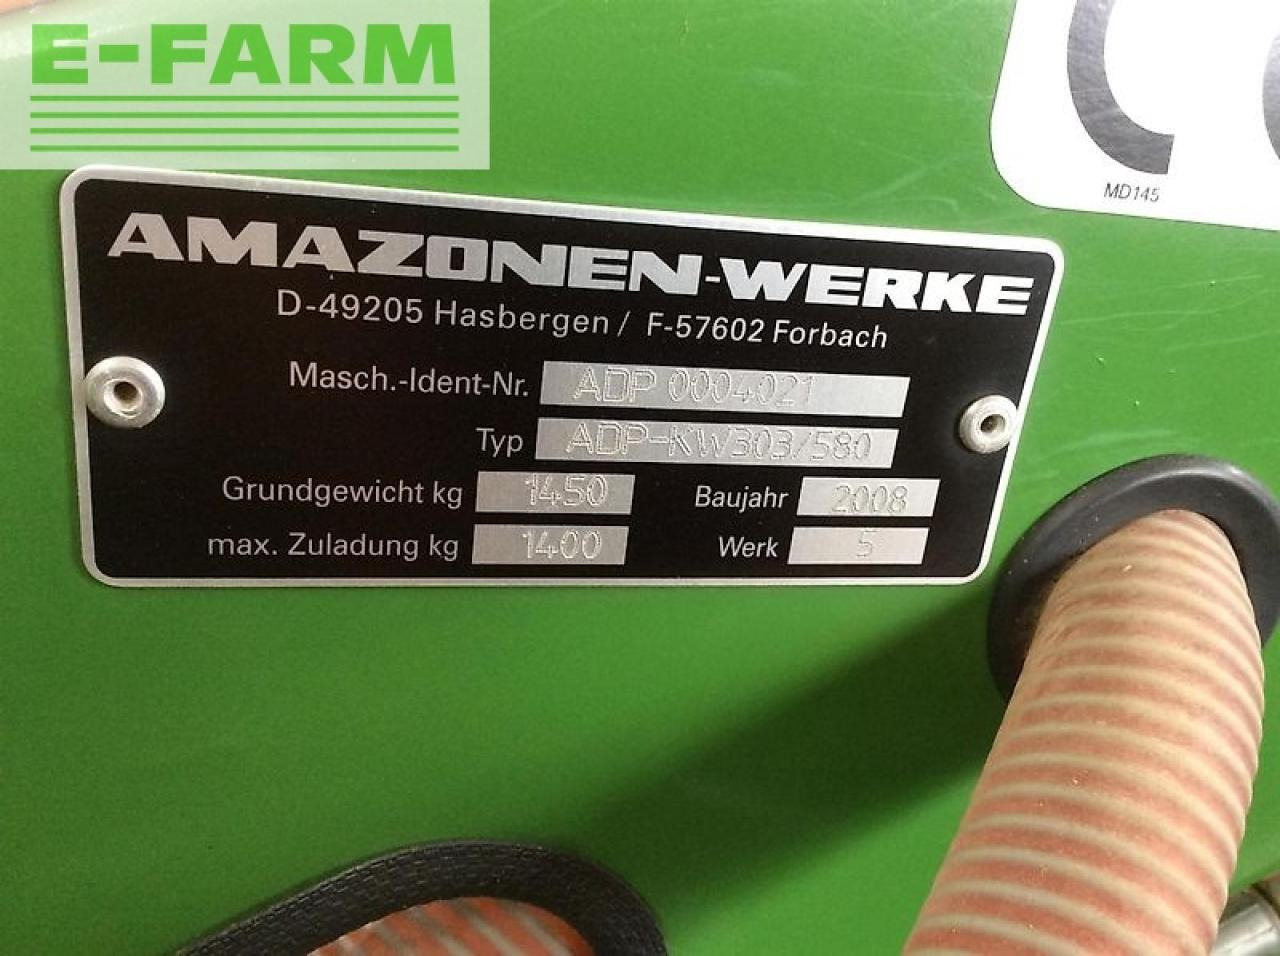 E-FARM
MD145
AMAZONEN-WERKE
D-49205 Hasbergen / F-57602 Forbach
Masch.-Ident-Nr. ADP 0004021
Typ ADP-KW303/580
Grundgewicht kg 1450 Baujahr 2008
max. Zuladung kg 1400 Werk 5